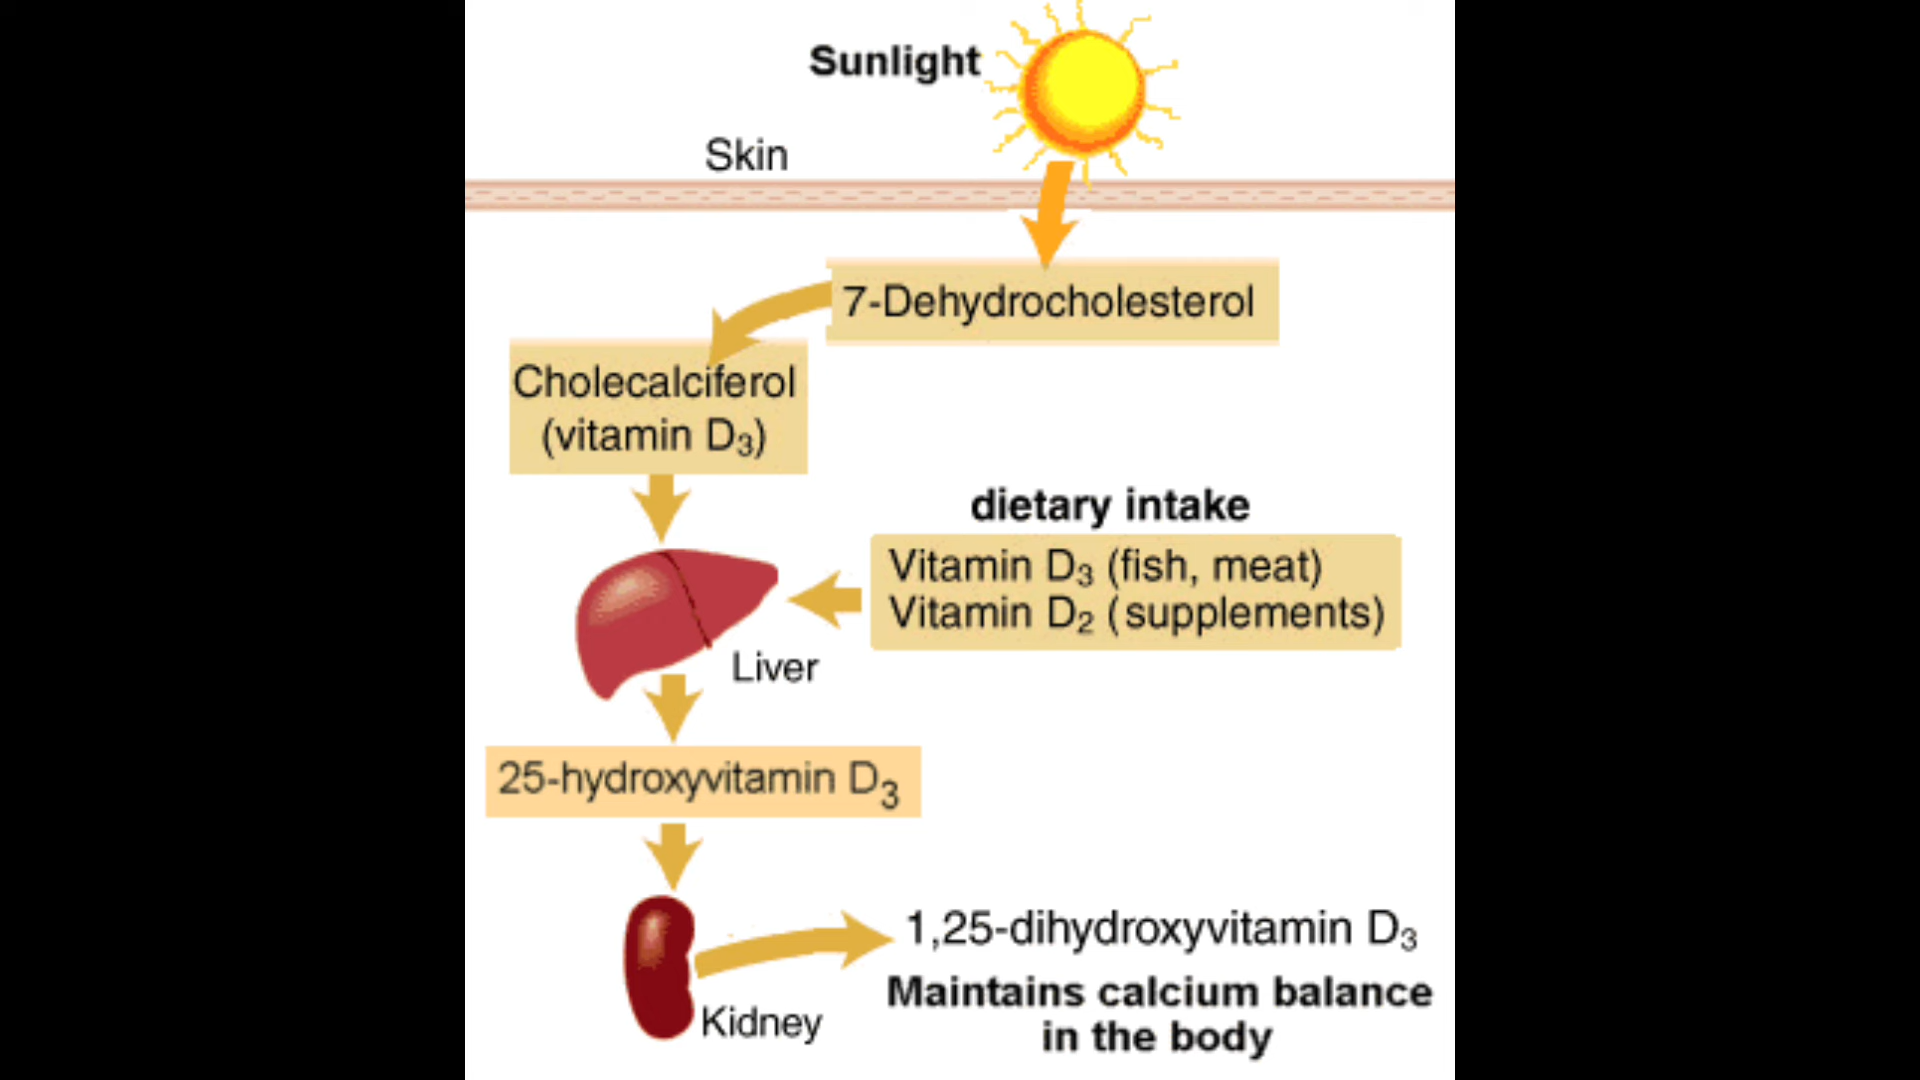 Sunlight
Skin
7-Dehydrocholesterol
Cholecalciferol
(vitamin D₃)
dietary intake
Vitamin D₃ (fish, meat)
Vitamin D₂ (supplements)
Liver
25-hydroxyvitamin D₃
1,25-dihydroxyvitamin D₃
Maintains calcium balance
in the body
Kidney